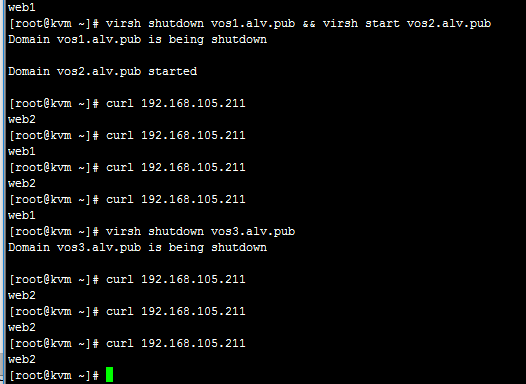 web1
[root@kvm ~]# virsh shutdown vos1.alv.pub && virsh start vos2.alv.pub
Domain vos1.alv.pub is being shutdown
Domain vos2.alv.pub started
[root@kvm ~]# curl 192.168.105.211
web2
[root@kvm ~]# curl 192.168.105.211
web1
[root@kvm ~]# curl 192.168.105.211
web2
[root@kvm ~]# curl 192.168.105.211
web1
[root@kvm ~]# virsh shutdown vos3.alv.pub
Domain vos3.alv.pub is being shutdown
[root@kvm ~]# curl 192.168.105.211
web2
[root@kvm ~]# curl 192.168.105.211
web2
[root@kvm ~]# curl 192.168.105.211
web2
[root@kvm ~]#